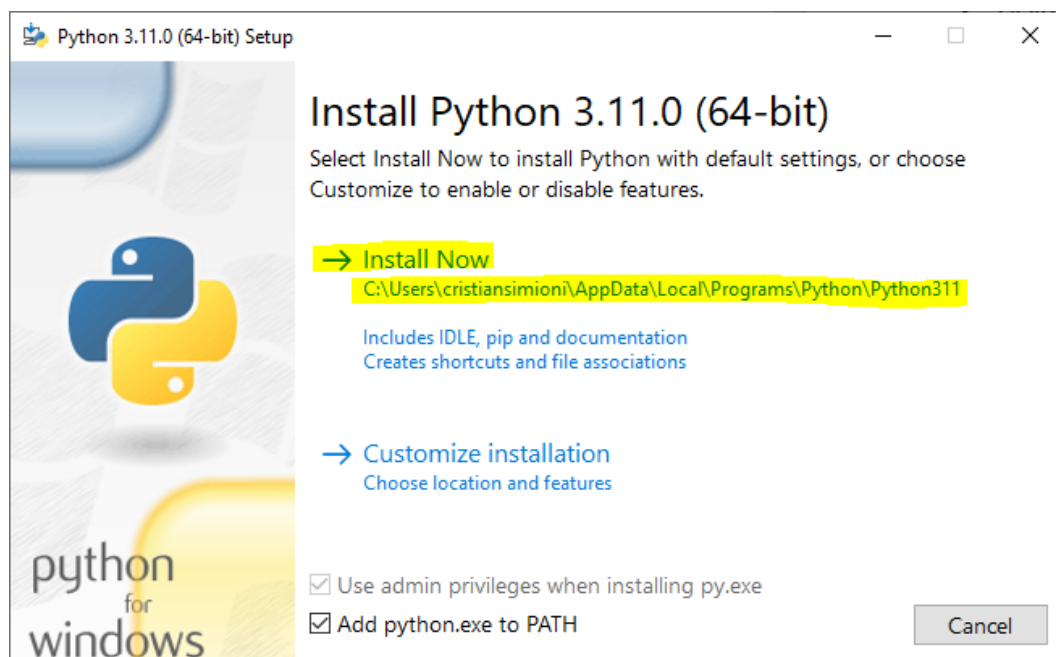 Python 3.11.0 (64-bit) Setup
Install Python 3.11.0 (64-bit)
Select Install Now to install Python with default settings, or choose
Customize to enable or disable features.
Install Now
C:\Users\cristiansimioni\AppData\Local\Programs\Python\Python311
Includes IDLE, pip and documentation
Creates shortcuts and file associations
Customize installation
Choose location and features
python
for
windows
Use admin privileges when installing py.exe
Add python.exe to PATH
Cancel